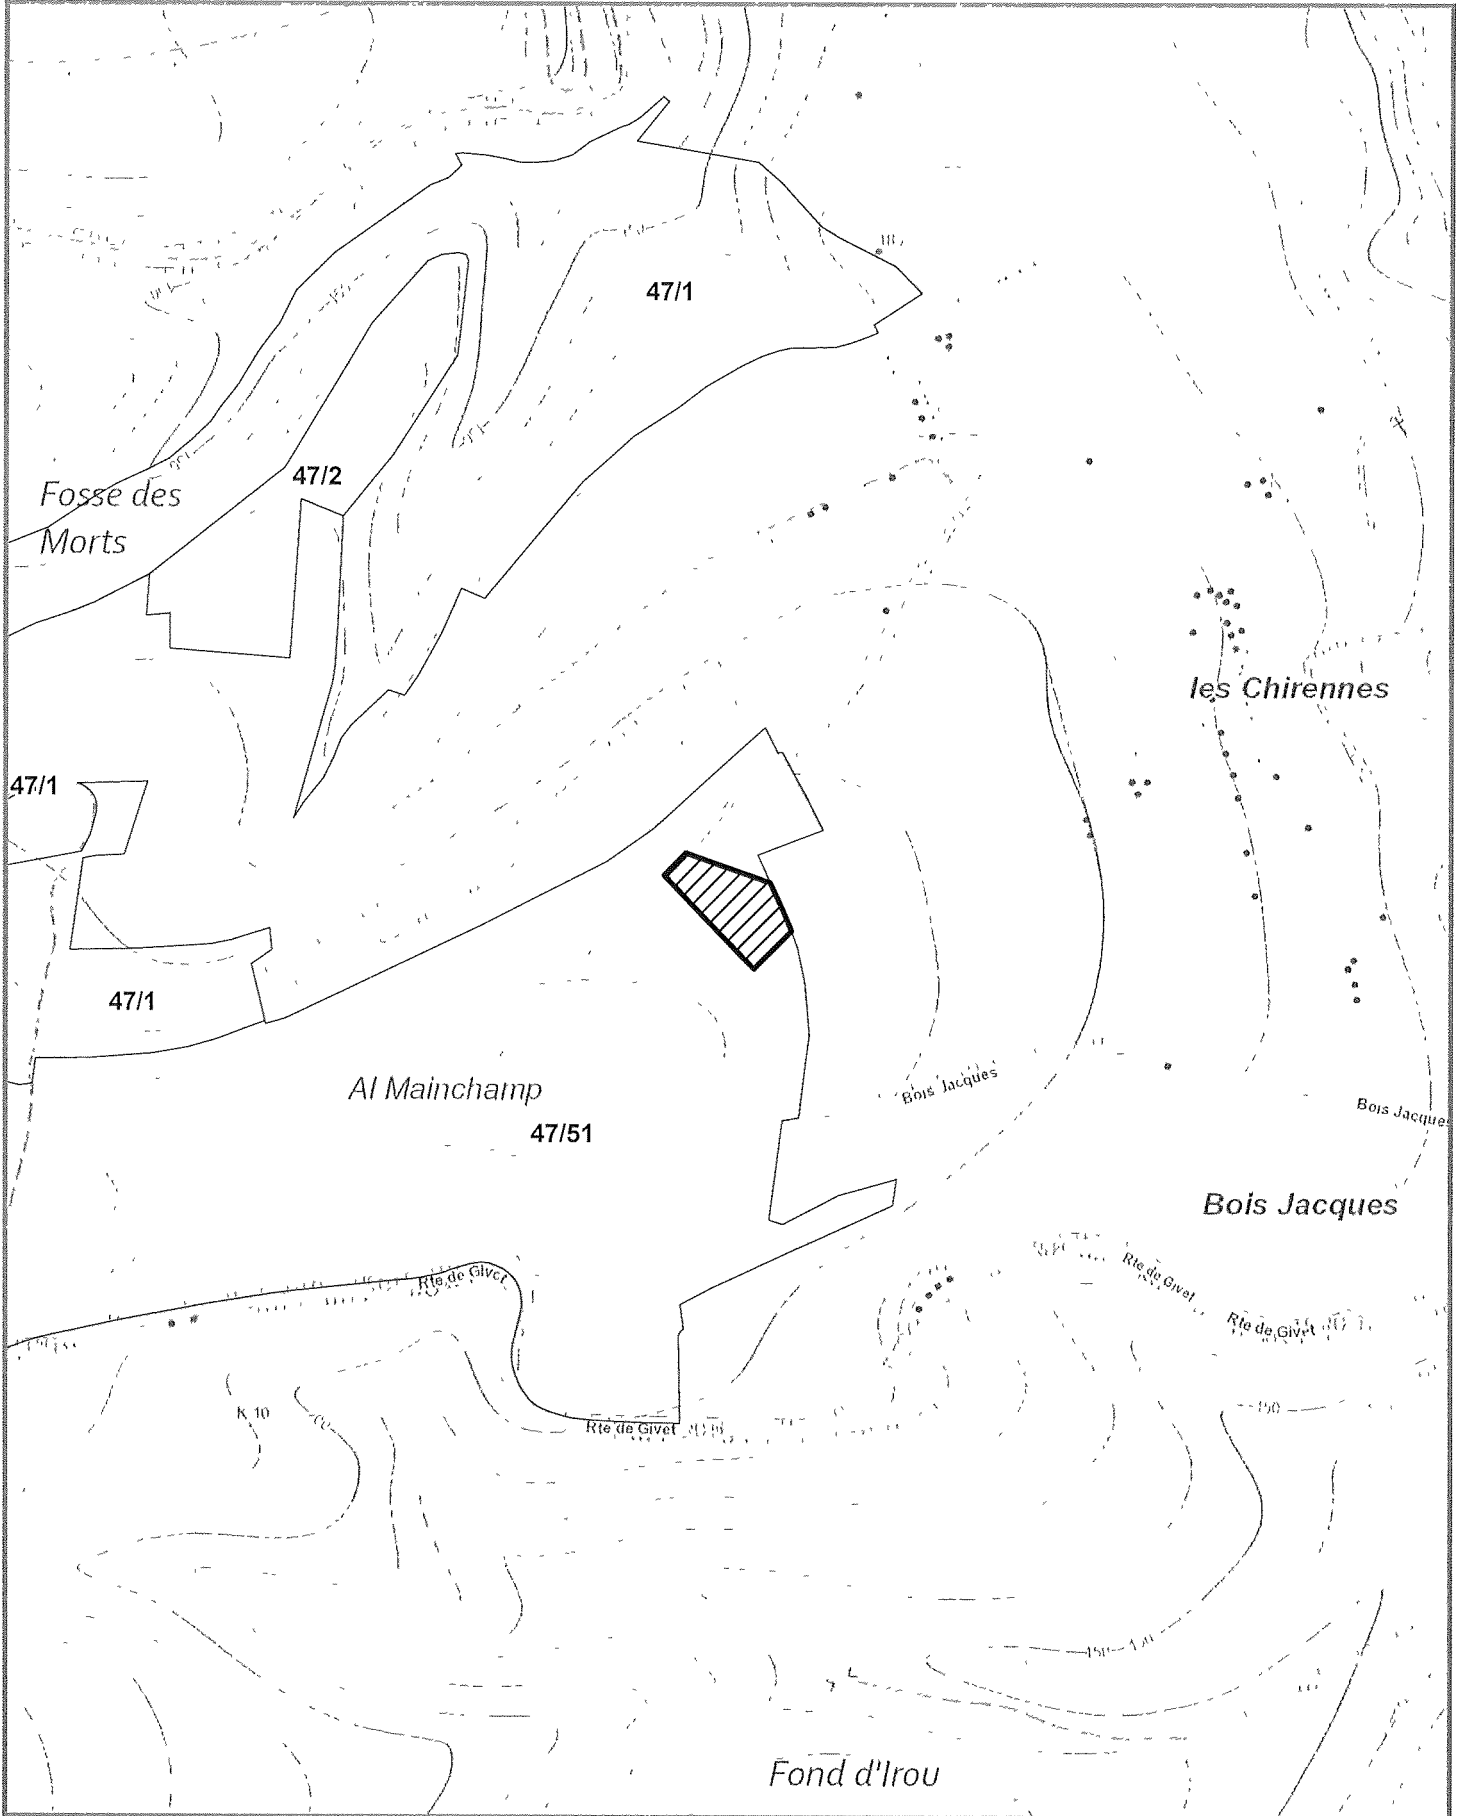 47/1
47/2
Fosse des
Morts
les Chirennes
47/1
47/1
Al Mainchamp
Bois Jacques
Bois Jacques
47/51
Bois Jacques
Rte de Givet
Rte de Givet
Rte de Givet
K 10
Rte de Givet
150
150
Fond d'Irou